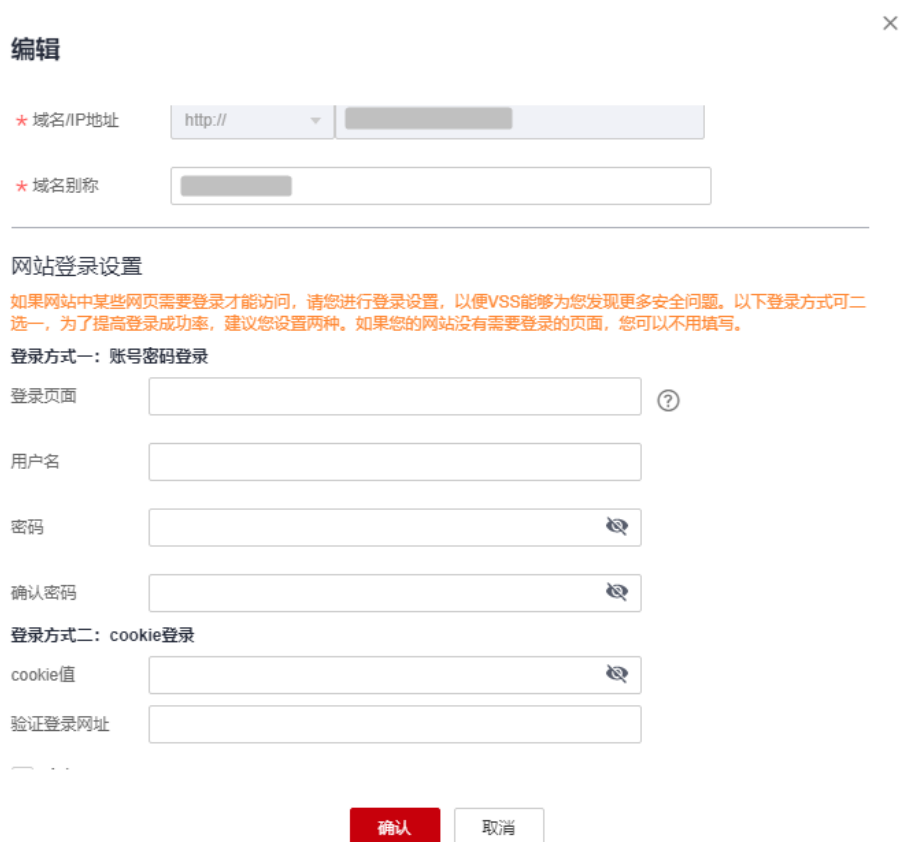 编辑
* 域名/IP地址 http://
* 域名别称
网站登录设置
如果网站中某些网页需要登录才能访问，请您进行登录设置，以便VSS能够为您发现更多安全问题。以下登录方式可二
选一，为了提高登录成功率，建议您设置两种。如果您的网站没有需要登录的页面，您可以不用填写。
登录方式一：账号密码登录
登录页面
用户名
密码
确认密码
登录方式二：cookie登录
cookie值
验证登录网址
确认 取消